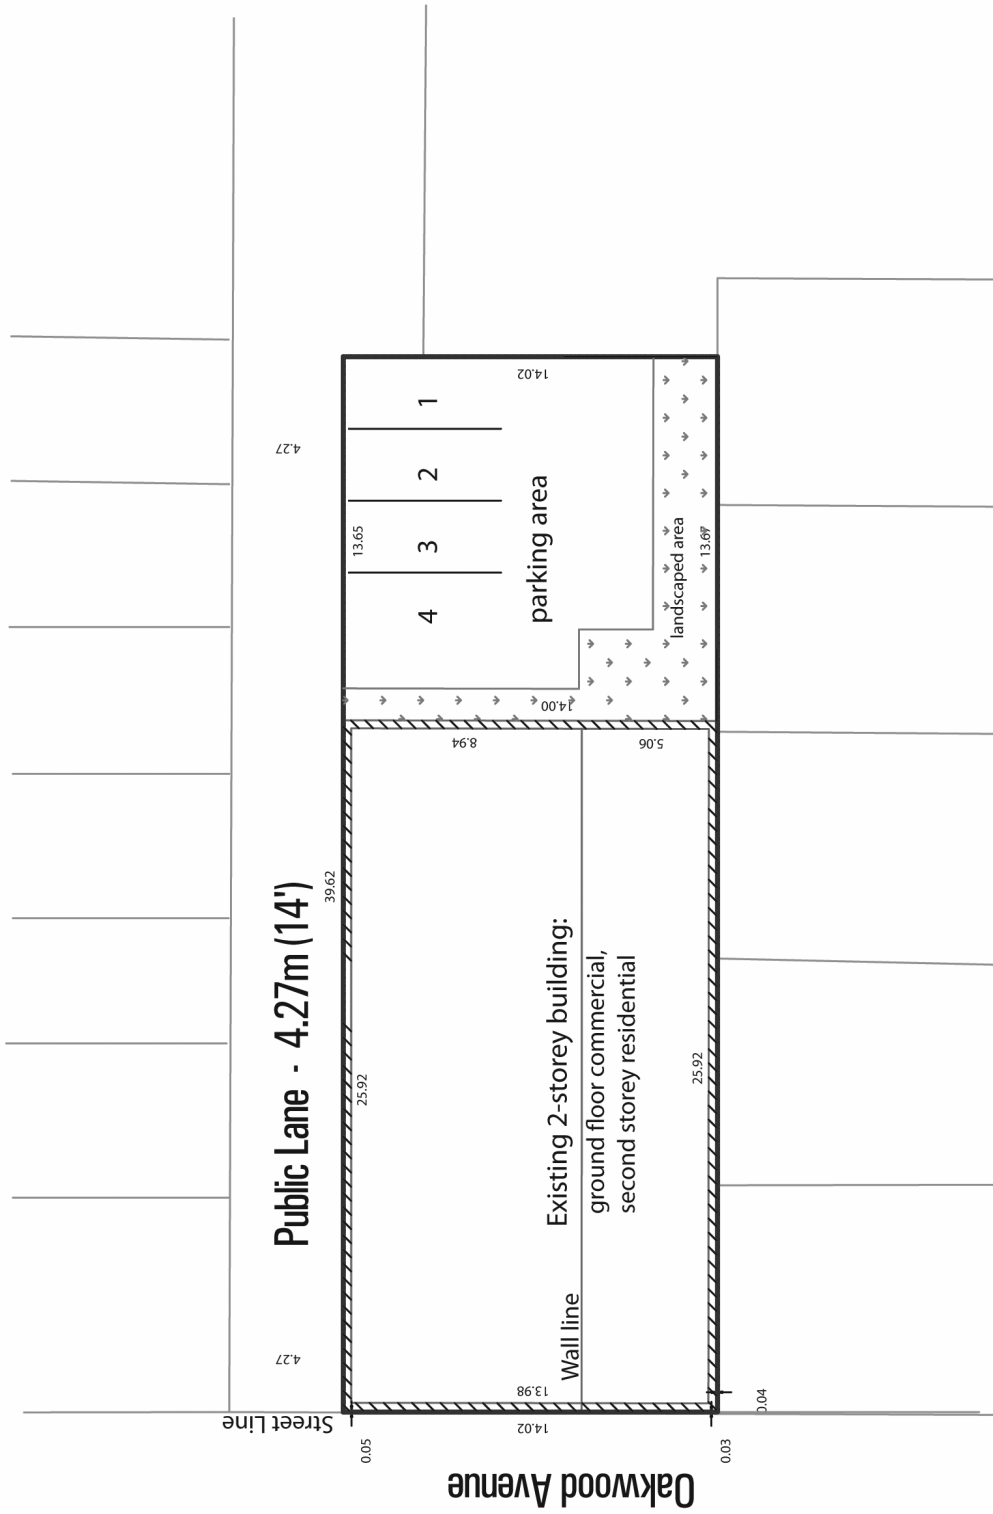 14.02
1
2
3
4
4.27
13.65
parking area
landscaped area
13.67
14.00
8.94
5.06
39.62
Public Lane - 4.27m (14')
25.92
Existing 2-storey building:
ground floor commercial,
second storey residential
25.92
Wall line
4.27
13.98
0.04
Street Line
14.02
0.05
0.03
Oakwood Avenue